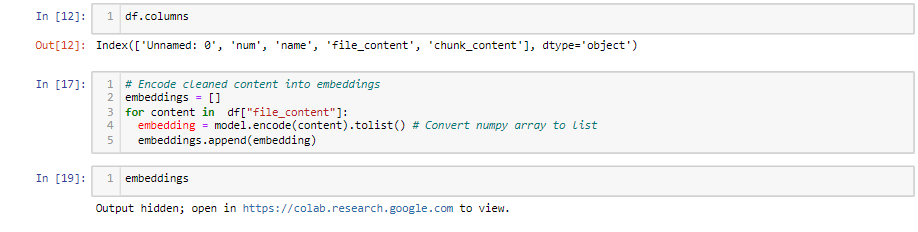 In [12]: 1 df.columns
Out[12]: Index(['Unnamed: 0', 'num', 'name', 'file_content', 'chunk_content'], dtype='object')
In [17]: 1 # Encode cleaned content into embeddings
2 embeddings = []
3 for content in  df["file_content"]:
4   embedding = model.encode(content).tolist() # Convert numpy array to list
5   embeddings.append(embedding)
In [19]: 1 embeddings
Output hidden; open in https://colab.research.google.com to view.